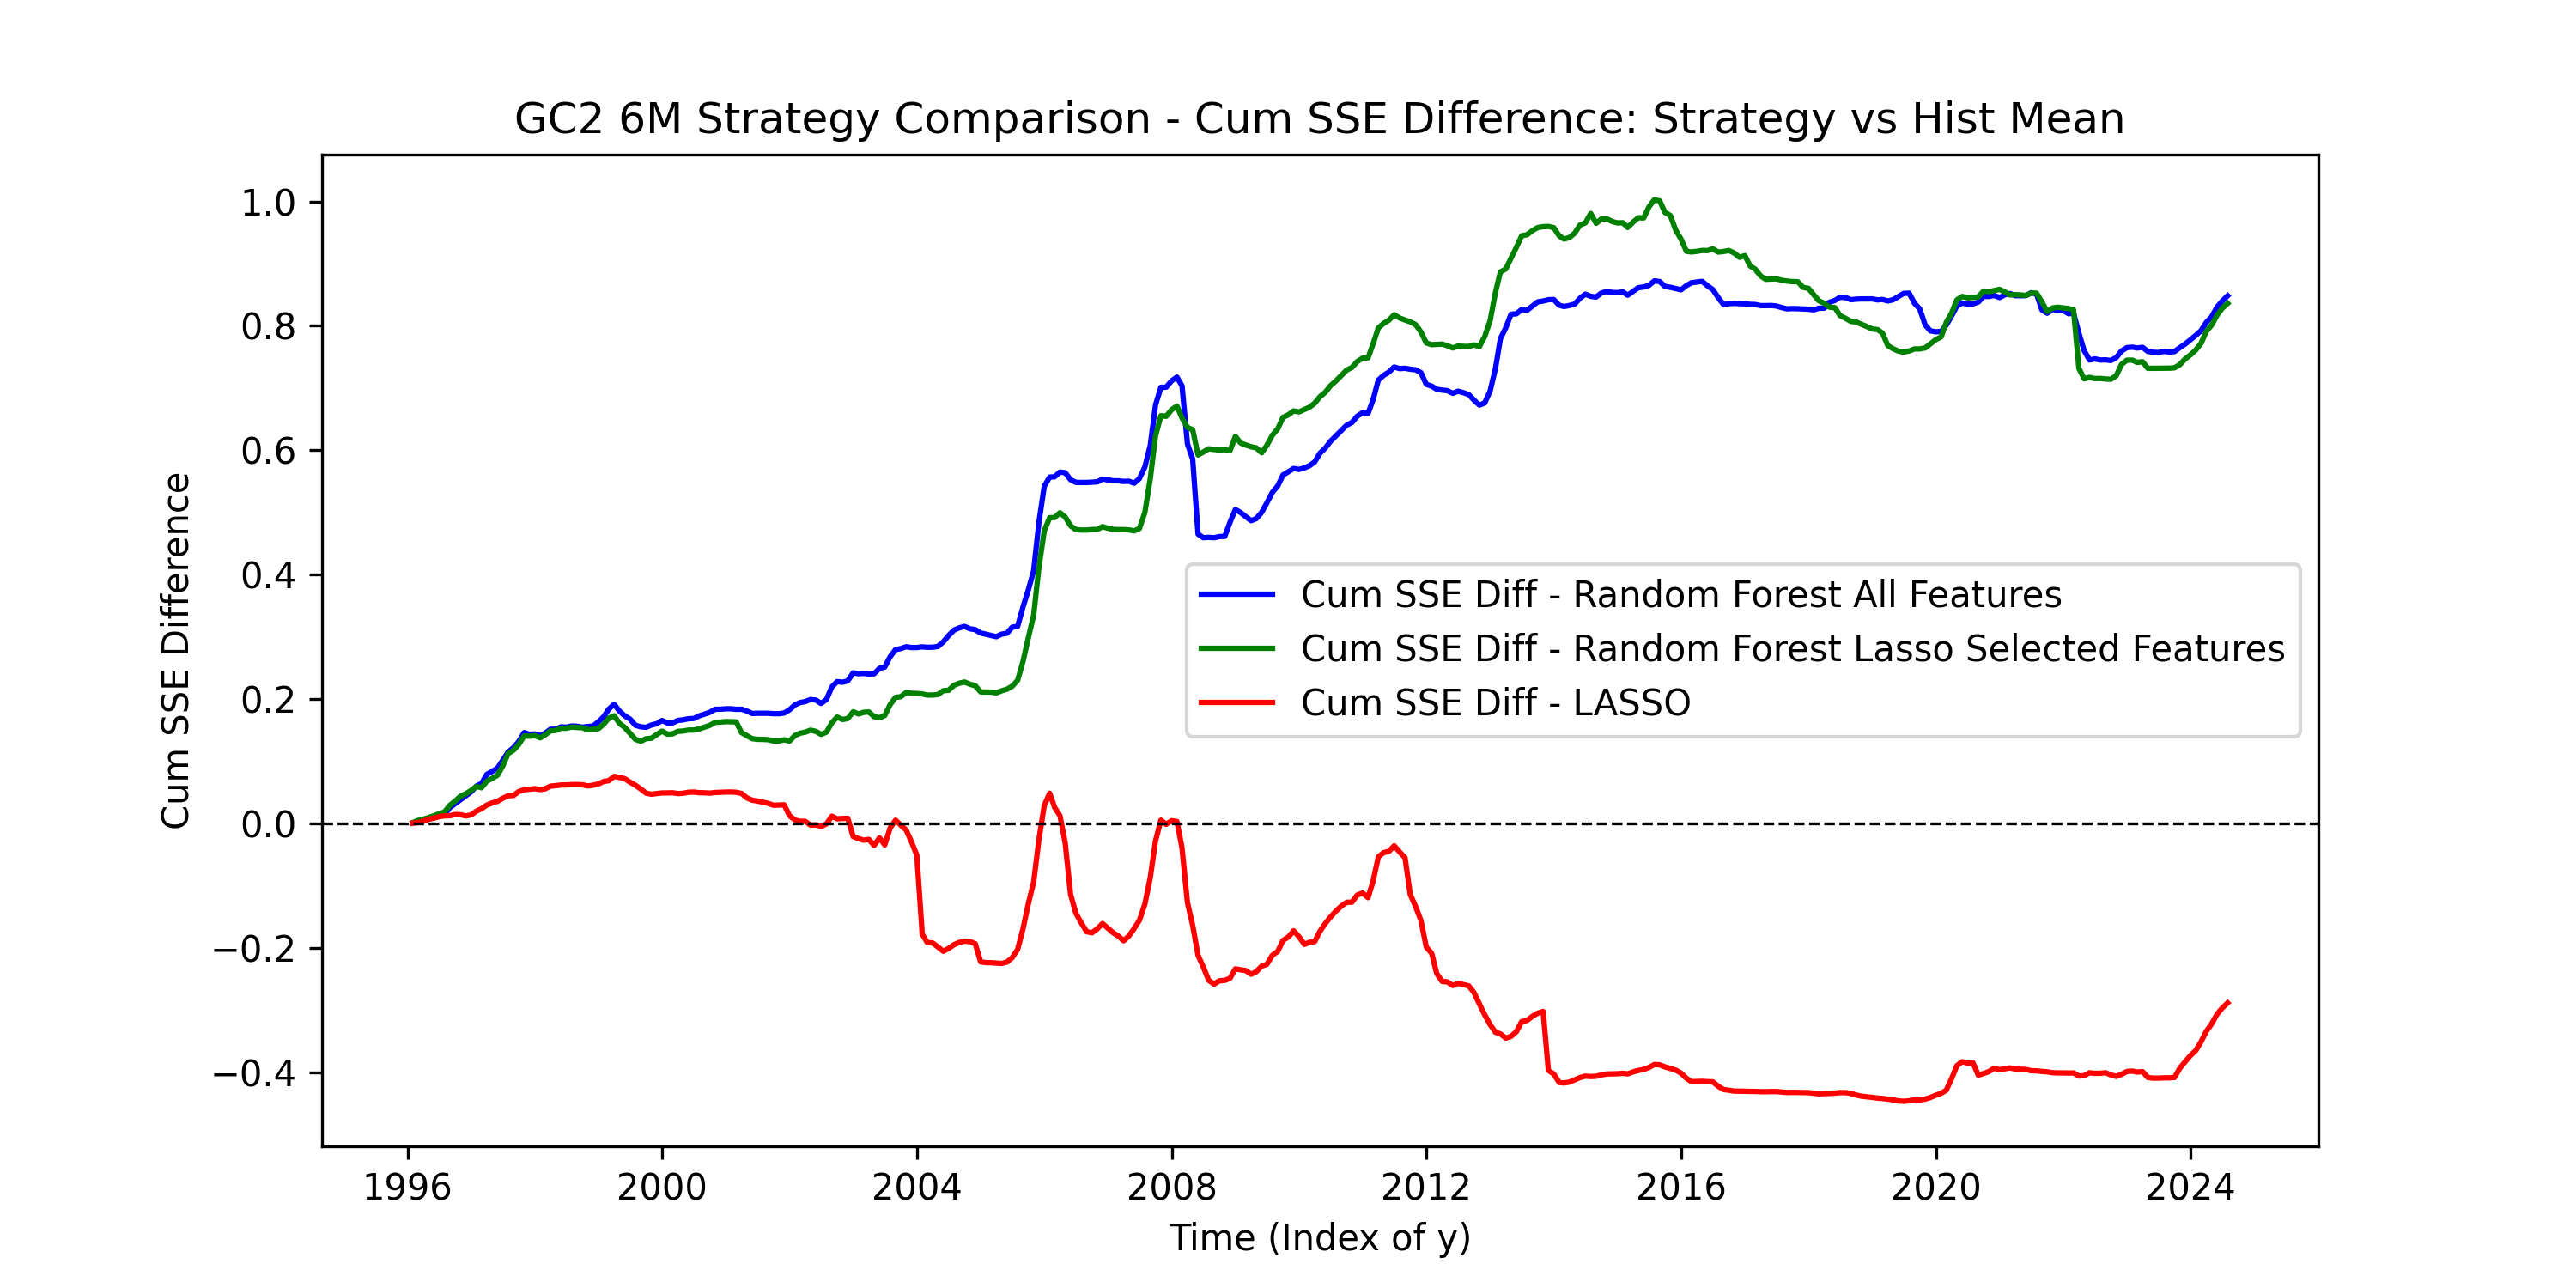 GC2 6M Strategy Comparison - Cum SSE Difference: Strategy vs Hist Mean
Cum SSE Difference
1.0
0.8
0.6
0.4
0.2
0.0
−0.2
−0.4
Cum SSE Diff - Random Forest All Features
Cum SSE Diff - Random Forest Lasso Selected Features
Cum SSE Diff - LASSO
1996 2000 2004 2008 2012 2016 2020 2024
Time (Index of y)